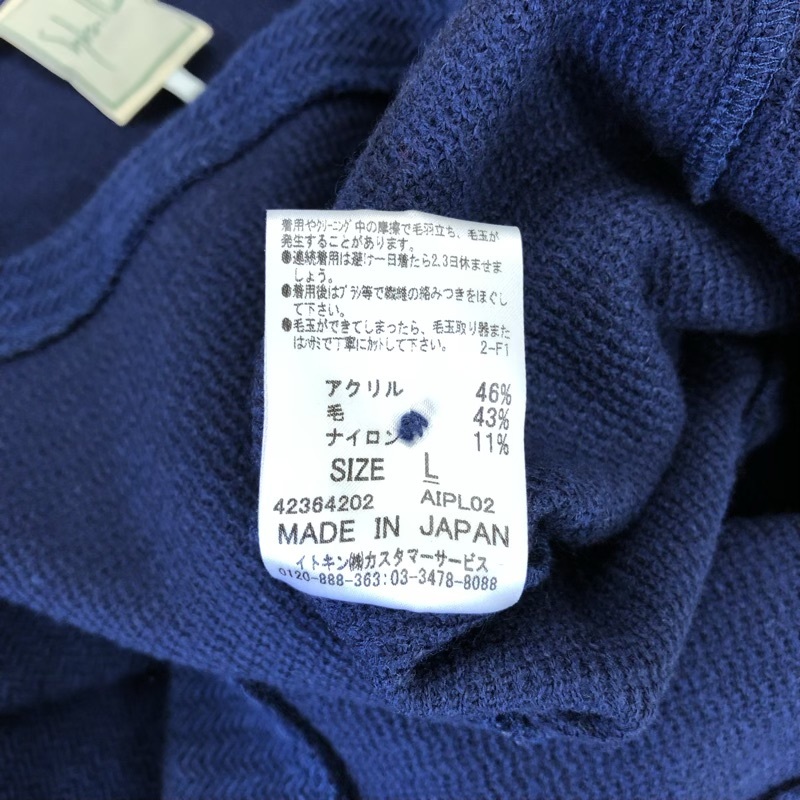 着用やクリーニング中の摩擦で毛羽立ち、毛玉が
発生することがあります。
●連続着用は避け一日着たら2.3日休ませま
しょう。
●着用後はブラシ等で繊維の絡みつきをほぐし
て下さい。
●毛玉ができてしまったら、毛玉取り器また
はハサミで丁寧にカットして下さい。 2-F1
アクリル 46%
毛 43%
ナイロン 11%
SIZE L
42364202 AIPL02
MADE IN JAPAN
イトキン㈱カスタマーサービス
0120-888-363:03-3478-8088